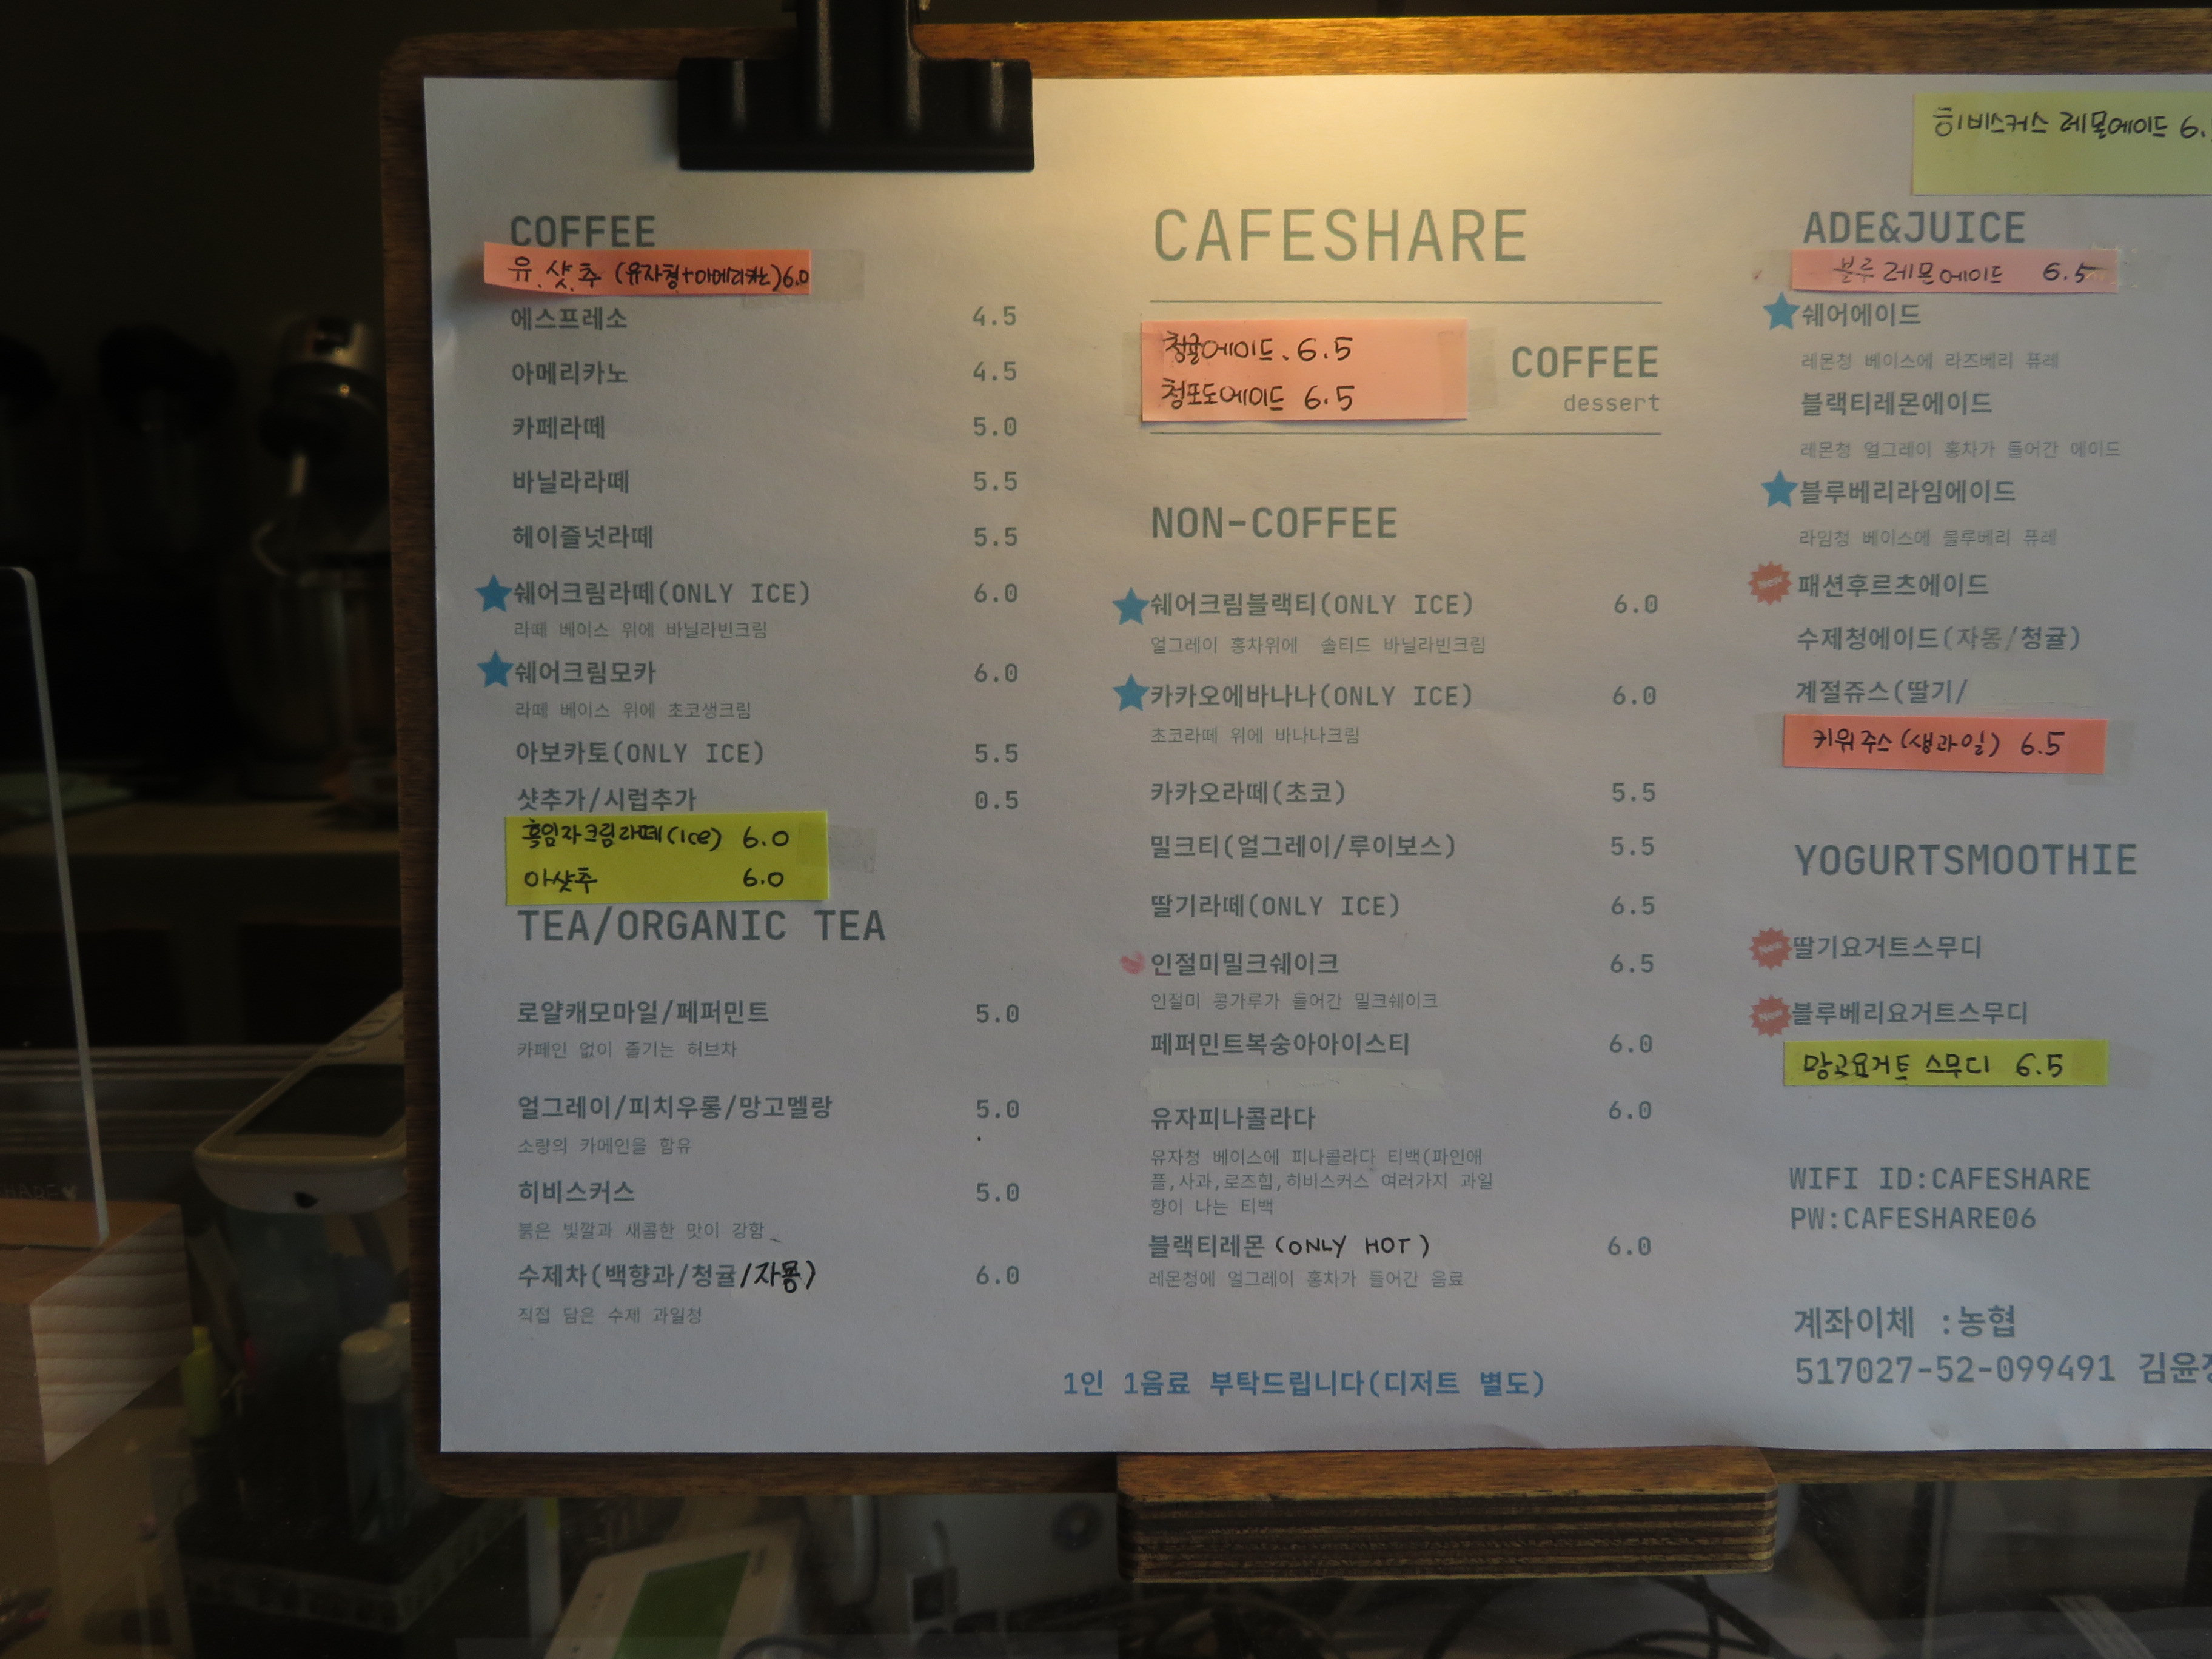 COFFEE
유.샷.추 (유자청+아메리카노)6.0
에스프레소 4.5
아메리카노 4.5
카페라떼 5.0
바닐라라떼 5.5
헤이즐넛라떼 5.5
쉐어크림라떼(ONLY ICE) 6.0
라떼 베이스 위에 바닐라빈크림
쉐어크림모카 6.0
라떼 베이스 위에 초코생크림
아보카토(ONLY ICE) 5.5
샷추가/시럽추가 0.5
흑임자크림라떼(ice) 6.0
아샷추 6.0
TEA/ORGANIC TEA
로얄캐모마일/페퍼민트 5.0
카페인 없이 즐기는 허브차
얼그레이/피치우롱/망고멜랑 5.0
소량의 카페인을 함유
히비스커스 5.0
붉은 빛깔과 새콤한 맛이 강함
수제차(백향과/청귤/자몽) 6.0
직접 담은 수제 과일청
CAFESHARE
청귤에이드. 6.5
청포도에이드 6.5
COFFEE
dessert
NON-COFFEE
쉐어크림블랙티(ONLY ICE) 6.0
얼그레이 홍차위에 솔티드 바닐라빈크림
카카오에바나나(ONLY ICE) 6.0
초코라떼 위에 바나나크림
카카오라떼(초코) 5.5
밀크티(얼그레이/루이보스) 5.5
딸기라떼(ONLY ICE) 6.5
인절미밀크쉐이크 6.5
인절미 콩가루가 들어간 밀크쉐이크
페퍼민트복숭아아이스티 6.0
유자피나콜라다 6.0
유자청 베이스에 피나콜라다 티백(파인애
플,사과,로즈힙,히비스커스 여러가지 과일
향이 나는 티백
블랙티레몬 (ONLY HOT) 6.0
레몬청에 얼그레이 홍차가 들어간 음료
1인 1음료 부탁드립니다(디저트 별도)
히비스커스 레몬에이드 6.
ADE&JUICE
블루레몬에이드 6.5
쉐어에이드
레몬청 베이스에 라즈베리 퓨레
블랙티레몬에이드
레몬청 얼그레이 홍차가 들어간 에이드
블루베리라임에이드
라임청 베이스에 블루베리 퓨레
New 패션후르츠에이드
수제청에이드(자몽/청귤)
계절쥬스(딸기/
키위쥬스(생과일) 6.5
YOGURTSMOOTHIE
New 딸기요거트스무디
New 블루베리요거트스무디
망고요거트 스무디 6.5
WIFI ID:CAFESHARE
PW:CAFESHARE06
계좌이체 :농협
517027-52-099491 김윤